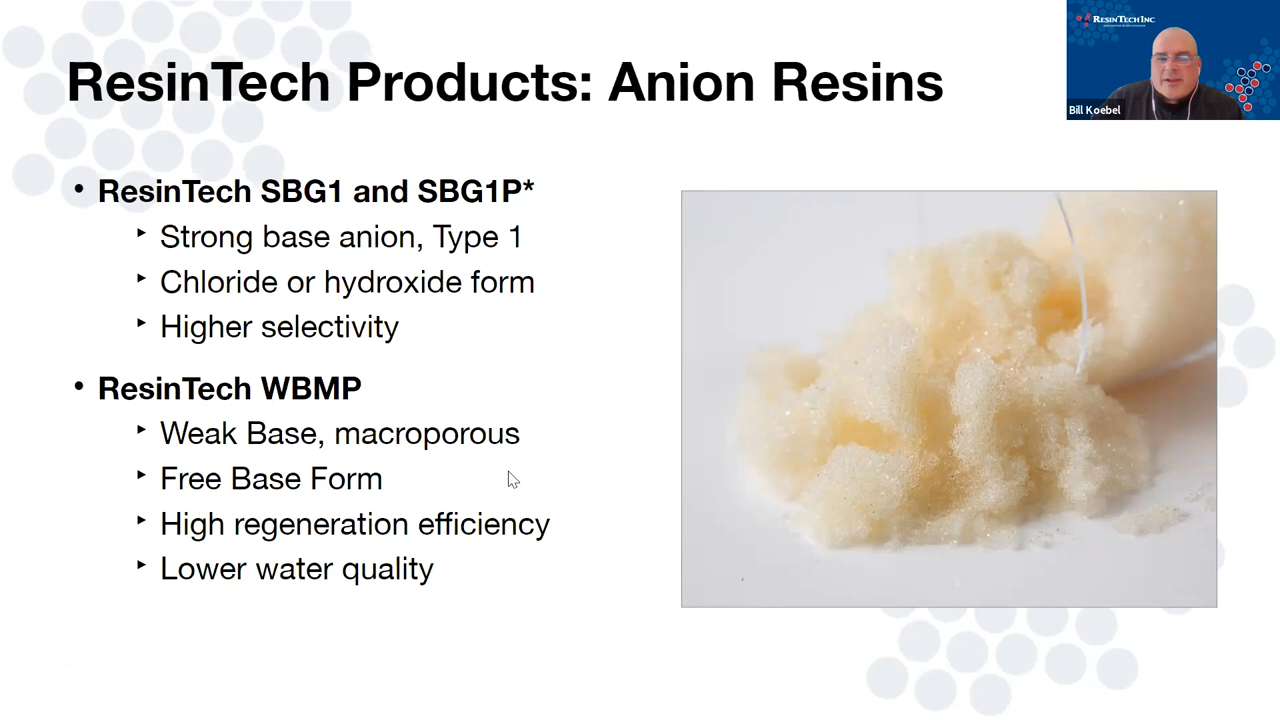 ResinTech Products: Anion Resins
RESINTECH INC
Bill Koebel
• ResinTech SBG1 and SBG1P*
‣ Strong base anion, Type 1
‣ Chloride or hydroxide form
‣ Higher selectivity
• ResinTech WBMP
‣ Weak Base, macroporous
‣ Free Base Form
‣ High regeneration efficiency
‣ Lower water quality